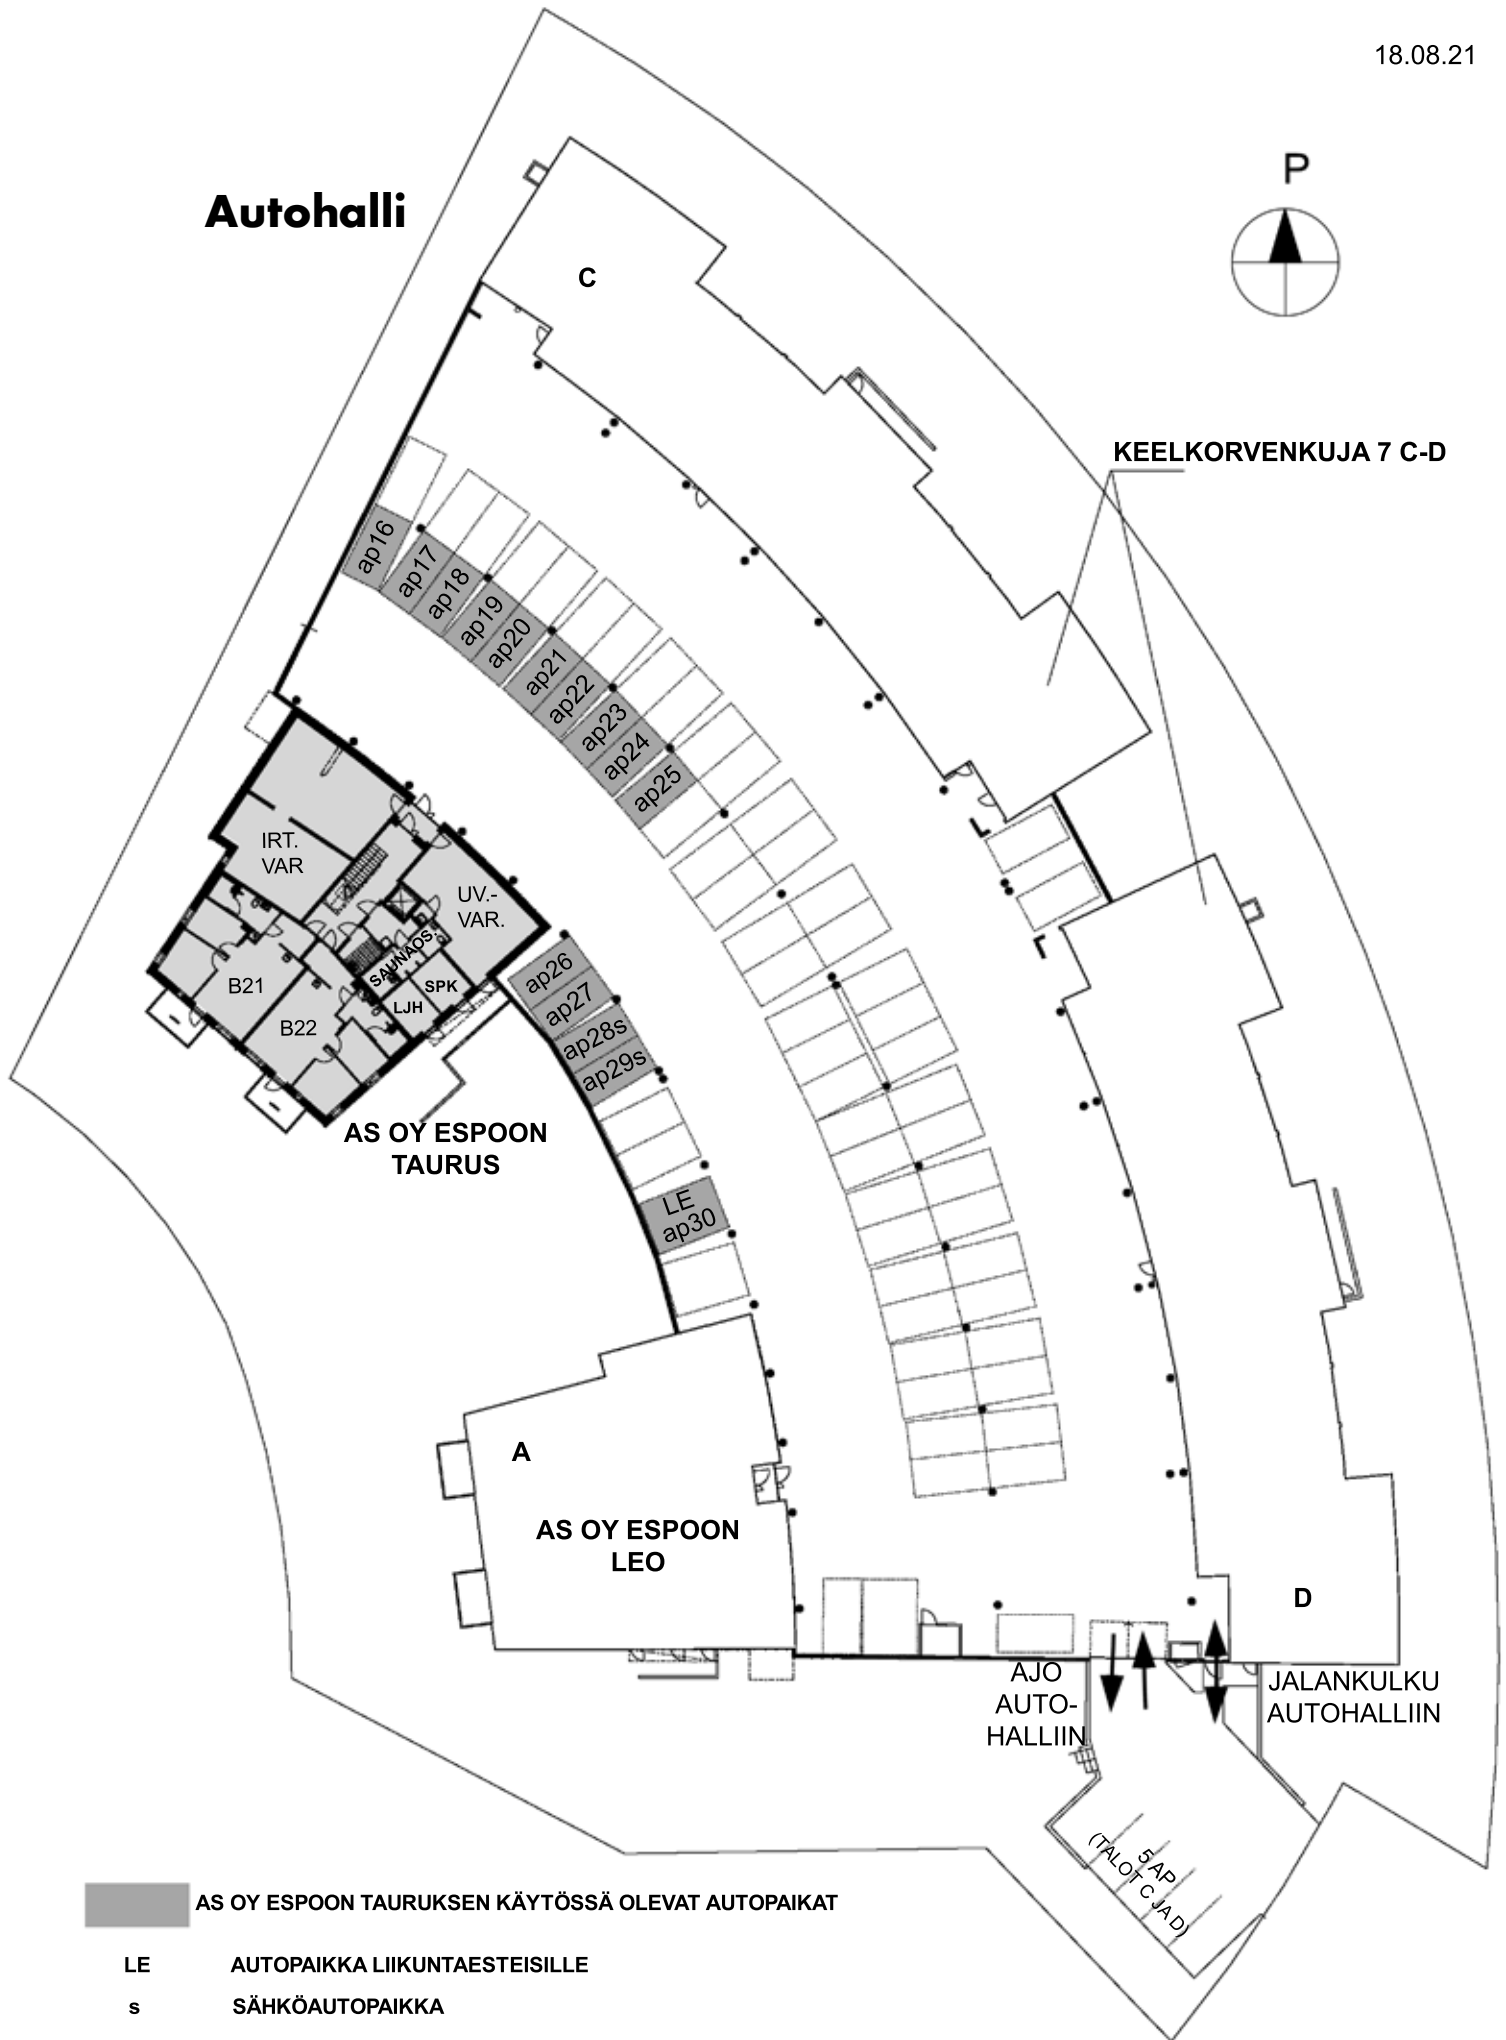 18.08.21
P
Autohalli
C
KEELKORVENKUJA 7 C-D
ap16
ap17
ap18
ap19
ap20
ap21
ap22
ap23
ap24
ap25
IRT.
VAR
UV.-
VAR.
SAUNAOS.
SPK
LJH
B21
B22
ap26
ap27
ap28s
ap29s
AS OY ESPOON
TAURUS
LE
ap30
A
AS OY ESPOON
LEO
D
AJO
AUTO-
HALLIIN
JALANKULKU
AUTOHALLIIN
5 AP
(TALOT C JA D)
AS OY ESPOON TAURUKSEN KÄYTÖSSÄ OLEVAT AUTOPAIKAT
LE AUTOPAIKKA LIIKUNTAESTEISILLE
s SÄHKÖAUTOPAIKKA